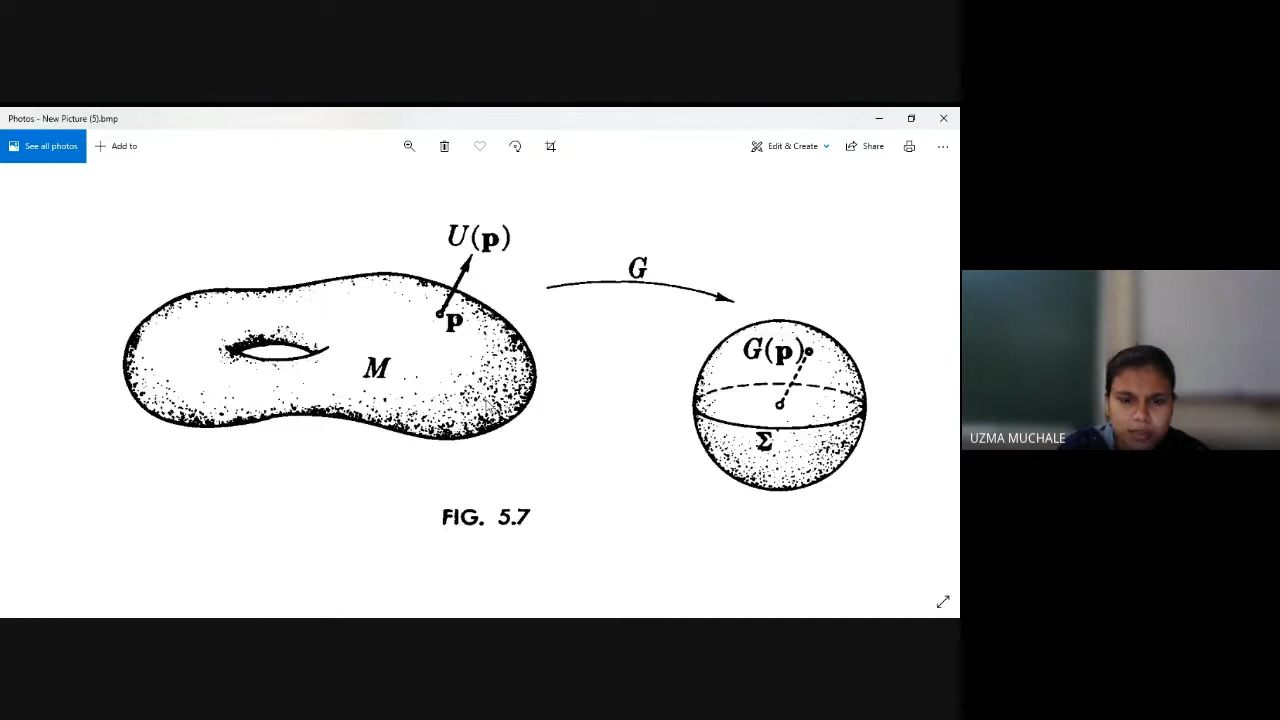 Photos - New Picture (5).bmp
See all photos
Add to
Edit & Create
Share
U(p)
G
p
G(p)
M
Σ
FIG. 5.7
UZMA MUCHALE